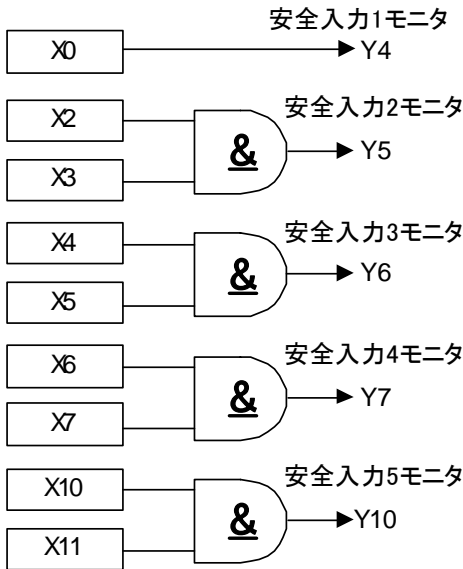 安全入力1モニタ
X0
Y4
安全入力2モニタ
X2
&
Y5
X3
安全入力3モニタ
X4
&
Y6
X5
安全入力4モニタ
X6
&
Y7
X7
安全入力5モニタ
X10
&
Y10
X11